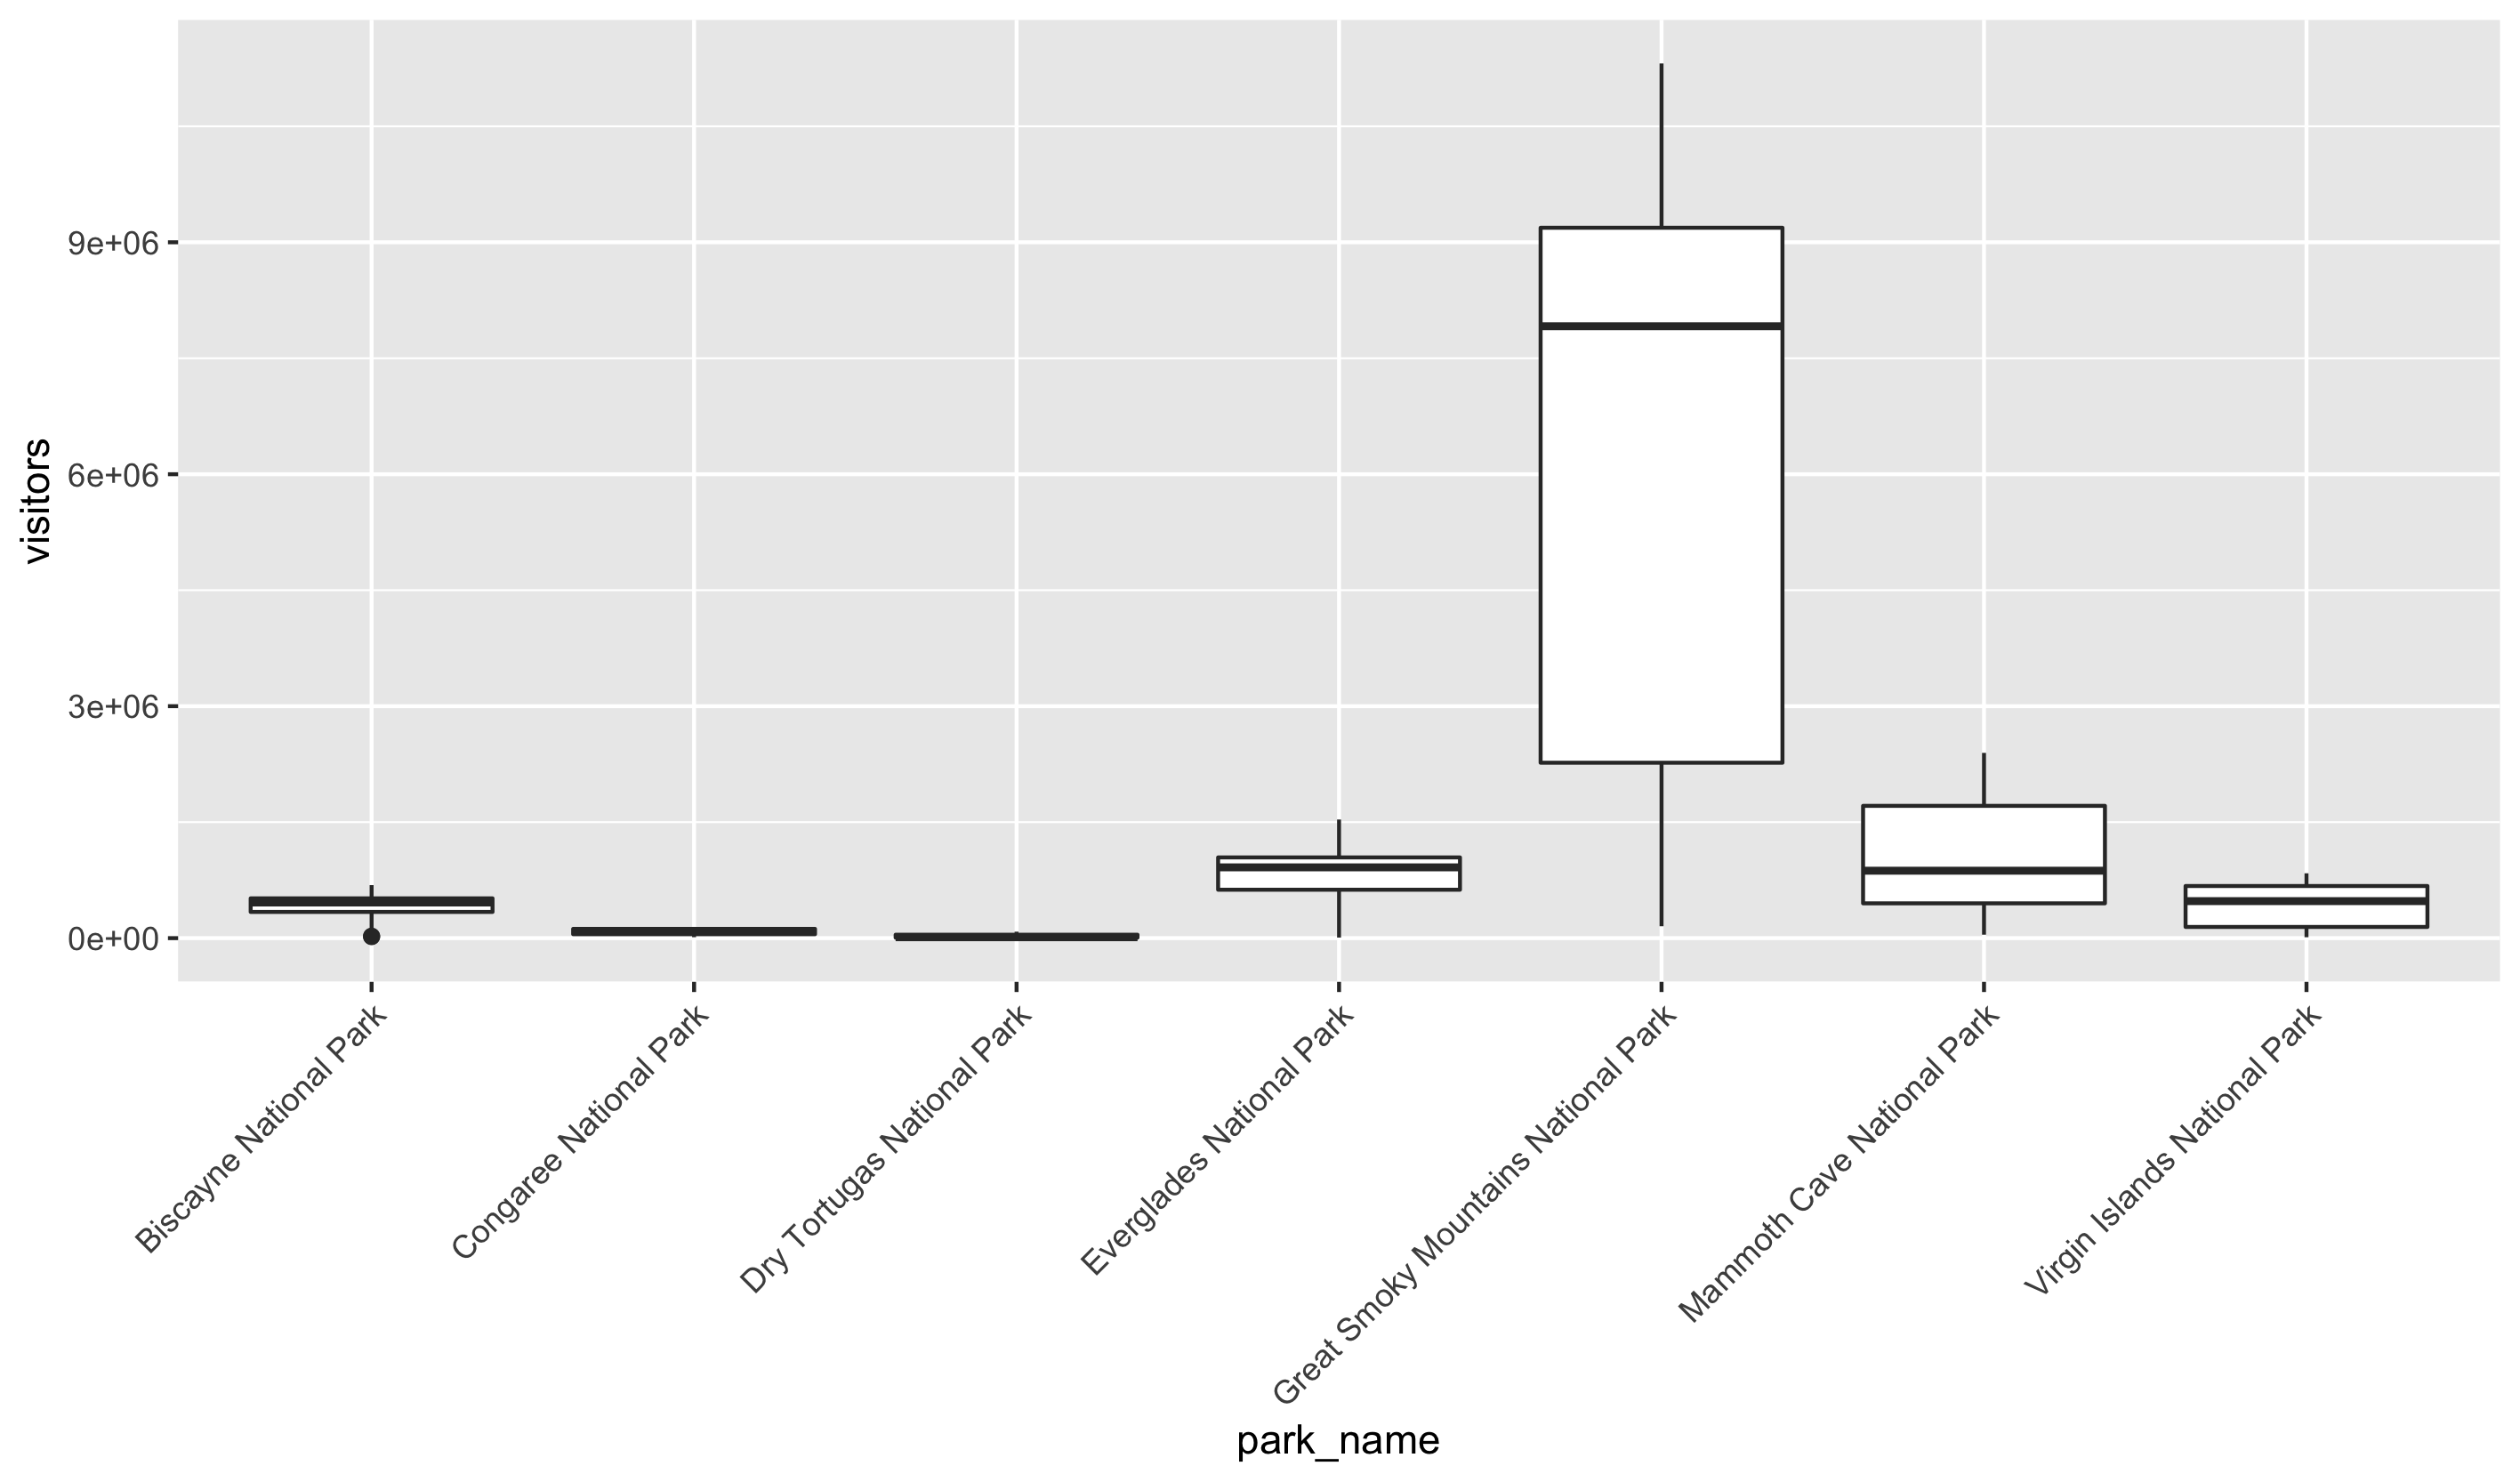 visitors
9e+06
6e+06
3e+06
0e+00
Biscayne National Park
Congaree National Park
Dry Tortugas National Park
Everglades National Park
Great Smoky Mountains National Park
Mammoth Cave National Park
Virgin Islands National Park
park_name